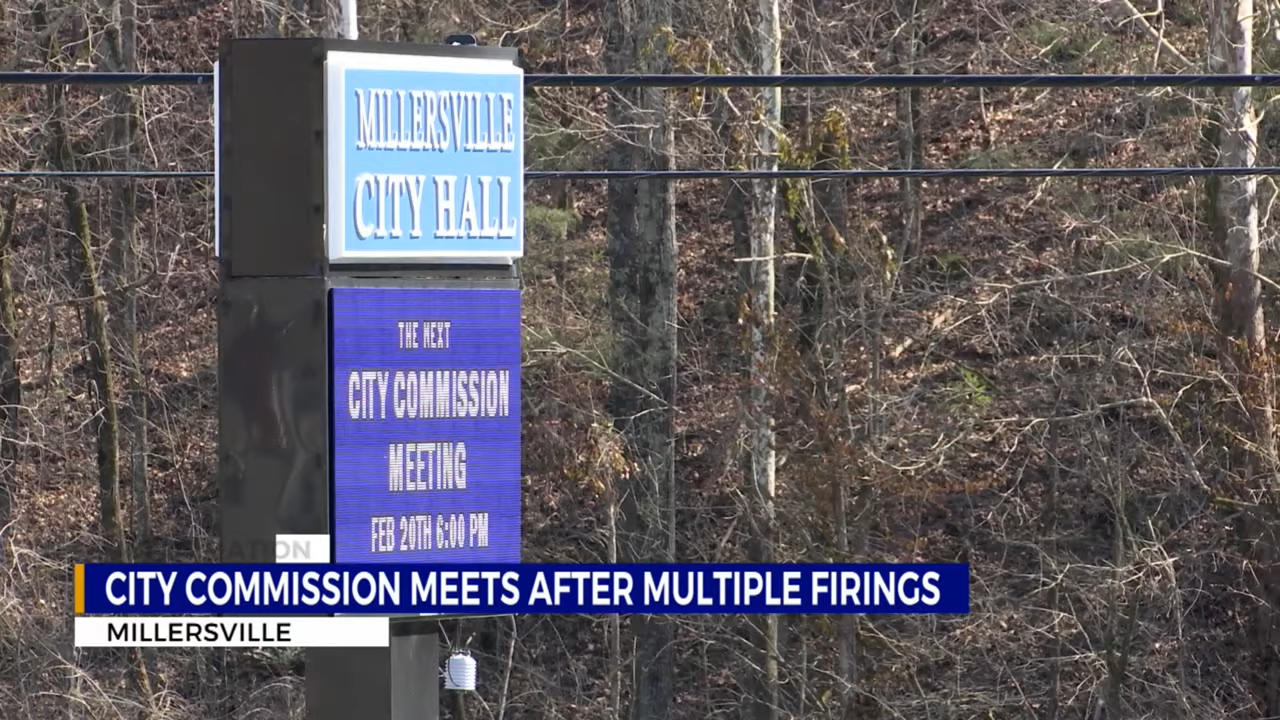 MILLERSVILLE
CITY HALL
THE NEXT
CITY COMMISSION
MEETING
FEB 20TH 6:00 PM
CITY COMMISSION MEETS AFTER MULTIPLE FIRINGS
MILLERSVILLE